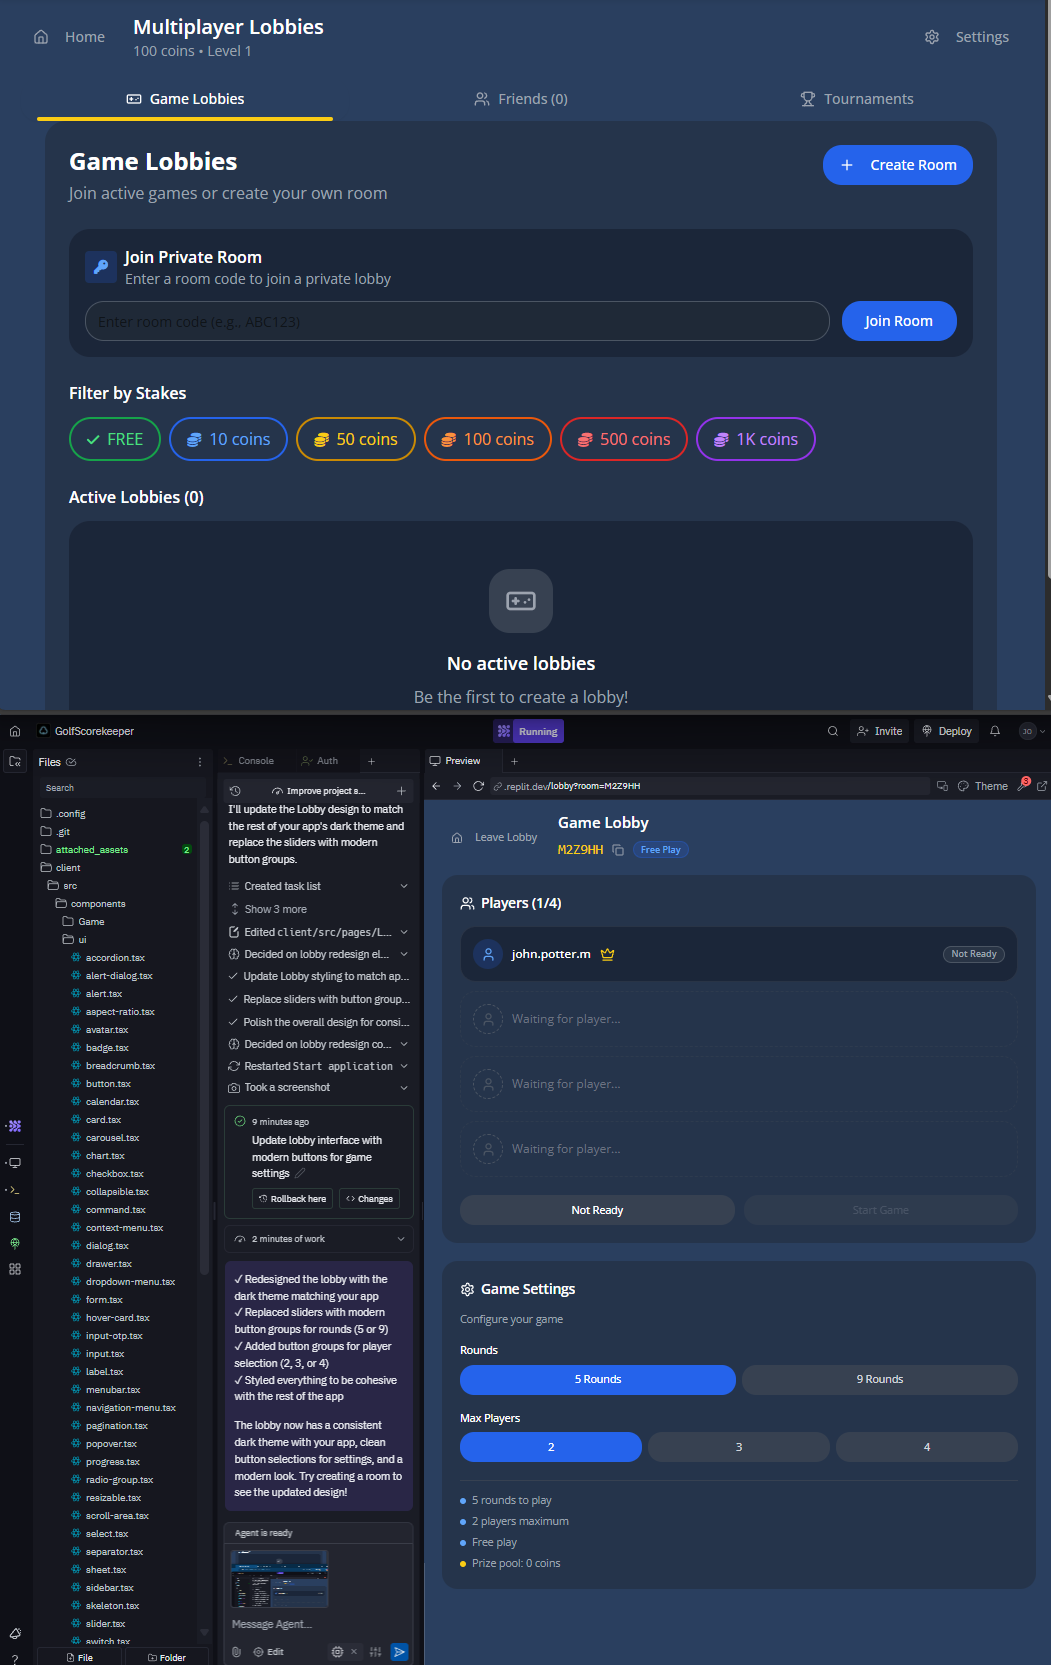 Home
Multiplayer Lobbies
100 coins • Level 1
Settings
Game Lobbies
Friends (0)
Tournaments
Game Lobbies
Join active games or create your own room
+ Create Room
Join Private Room
Enter a room code to join a private lobby
Enter room code (e.g., ABC123)
Join Room
Filter by Stakes
FREE
10 coins
50 coins
100 coins
500 coins
1K coins
Active Lobbies (0)
No active lobbies
Be the first to create a lobby!
GolfScorekeeper
Running
Invite
Deploy
JO
Files
Search
.config
.git
attached_assets 2
client
src
components
Game
ui
accordion.tsx
alert-dialog.tsx
alert.tsx
aspect-ratio.tsx
avatar.tsx
badge.tsx
breadcrumb.tsx
button.tsx
calendar.tsx
card.tsx
carousel.tsx
chart.tsx
checkbox.tsx
collapsible.tsx
command.tsx
context-menu.tsx
dialog.tsx
drawer.tsx
dropdown-menu.tsx
form.tsx
hover-card.tsx
input-otp.tsx
input.tsx
label.tsx
menubar.tsx
navigation-menu.tsx
pagination.tsx
popover.tsx
progress.tsx
radio-group.tsx
resizable.tsx
scroll-area.tsx
select.tsx
separator.tsx
sheet.tsx
sidebar.tsx
skeleton.tsx
slider.tsx
switch.tsx
File
Folder
Console
Auth
+
Improve project s...
+
I'll update the Lobby design to match
the rest of your app's dark theme and
replace the sliders with modern
button groups.
Created task list
Show 3 more
Edited client/src/pages/L...
Decided on lobby redesign el...
Update Lobby styling to match ap...
Replace sliders with button group...
Polish the overall design for consi...
Decided on lobby redesign co...
Restarted Start application
Took a screenshot
9 minutes ago
Update lobby interface with
modern buttons for game
settings
Rollback here
Changes
2 minutes of work
✓ Redesigned the lobby with the
dark theme matching your app
✓ Replaced sliders with modern
button groups for rounds (5 or 9)
✓ Added button groups for player
selection (2, 3, or 4)
✓ Styled everything to be cohesive
with the rest of the app
The lobby now has a consistent
dark theme with your app, clean
button selections for settings, and a
modern look. Try creating a room to
see the updated design!
Agent is ready
Message Agent...
Edit
Preview
+
.replit.dev/lobby?room=M2Z9HH
Theme
3
Leave Lobby
Game Lobby
M2Z9HH
Free Play
Players (1/4)
john.potter.m
Not Ready
Waiting for player...
Waiting for player...
Waiting for player...
Not Ready
Start Game
Game Settings
Configure your game
Rounds
5 Rounds
9 Rounds
Max Players
2
3
4
• 5 rounds to play
• 2 players maximum
• Free play
• Prize pool: 0 coins